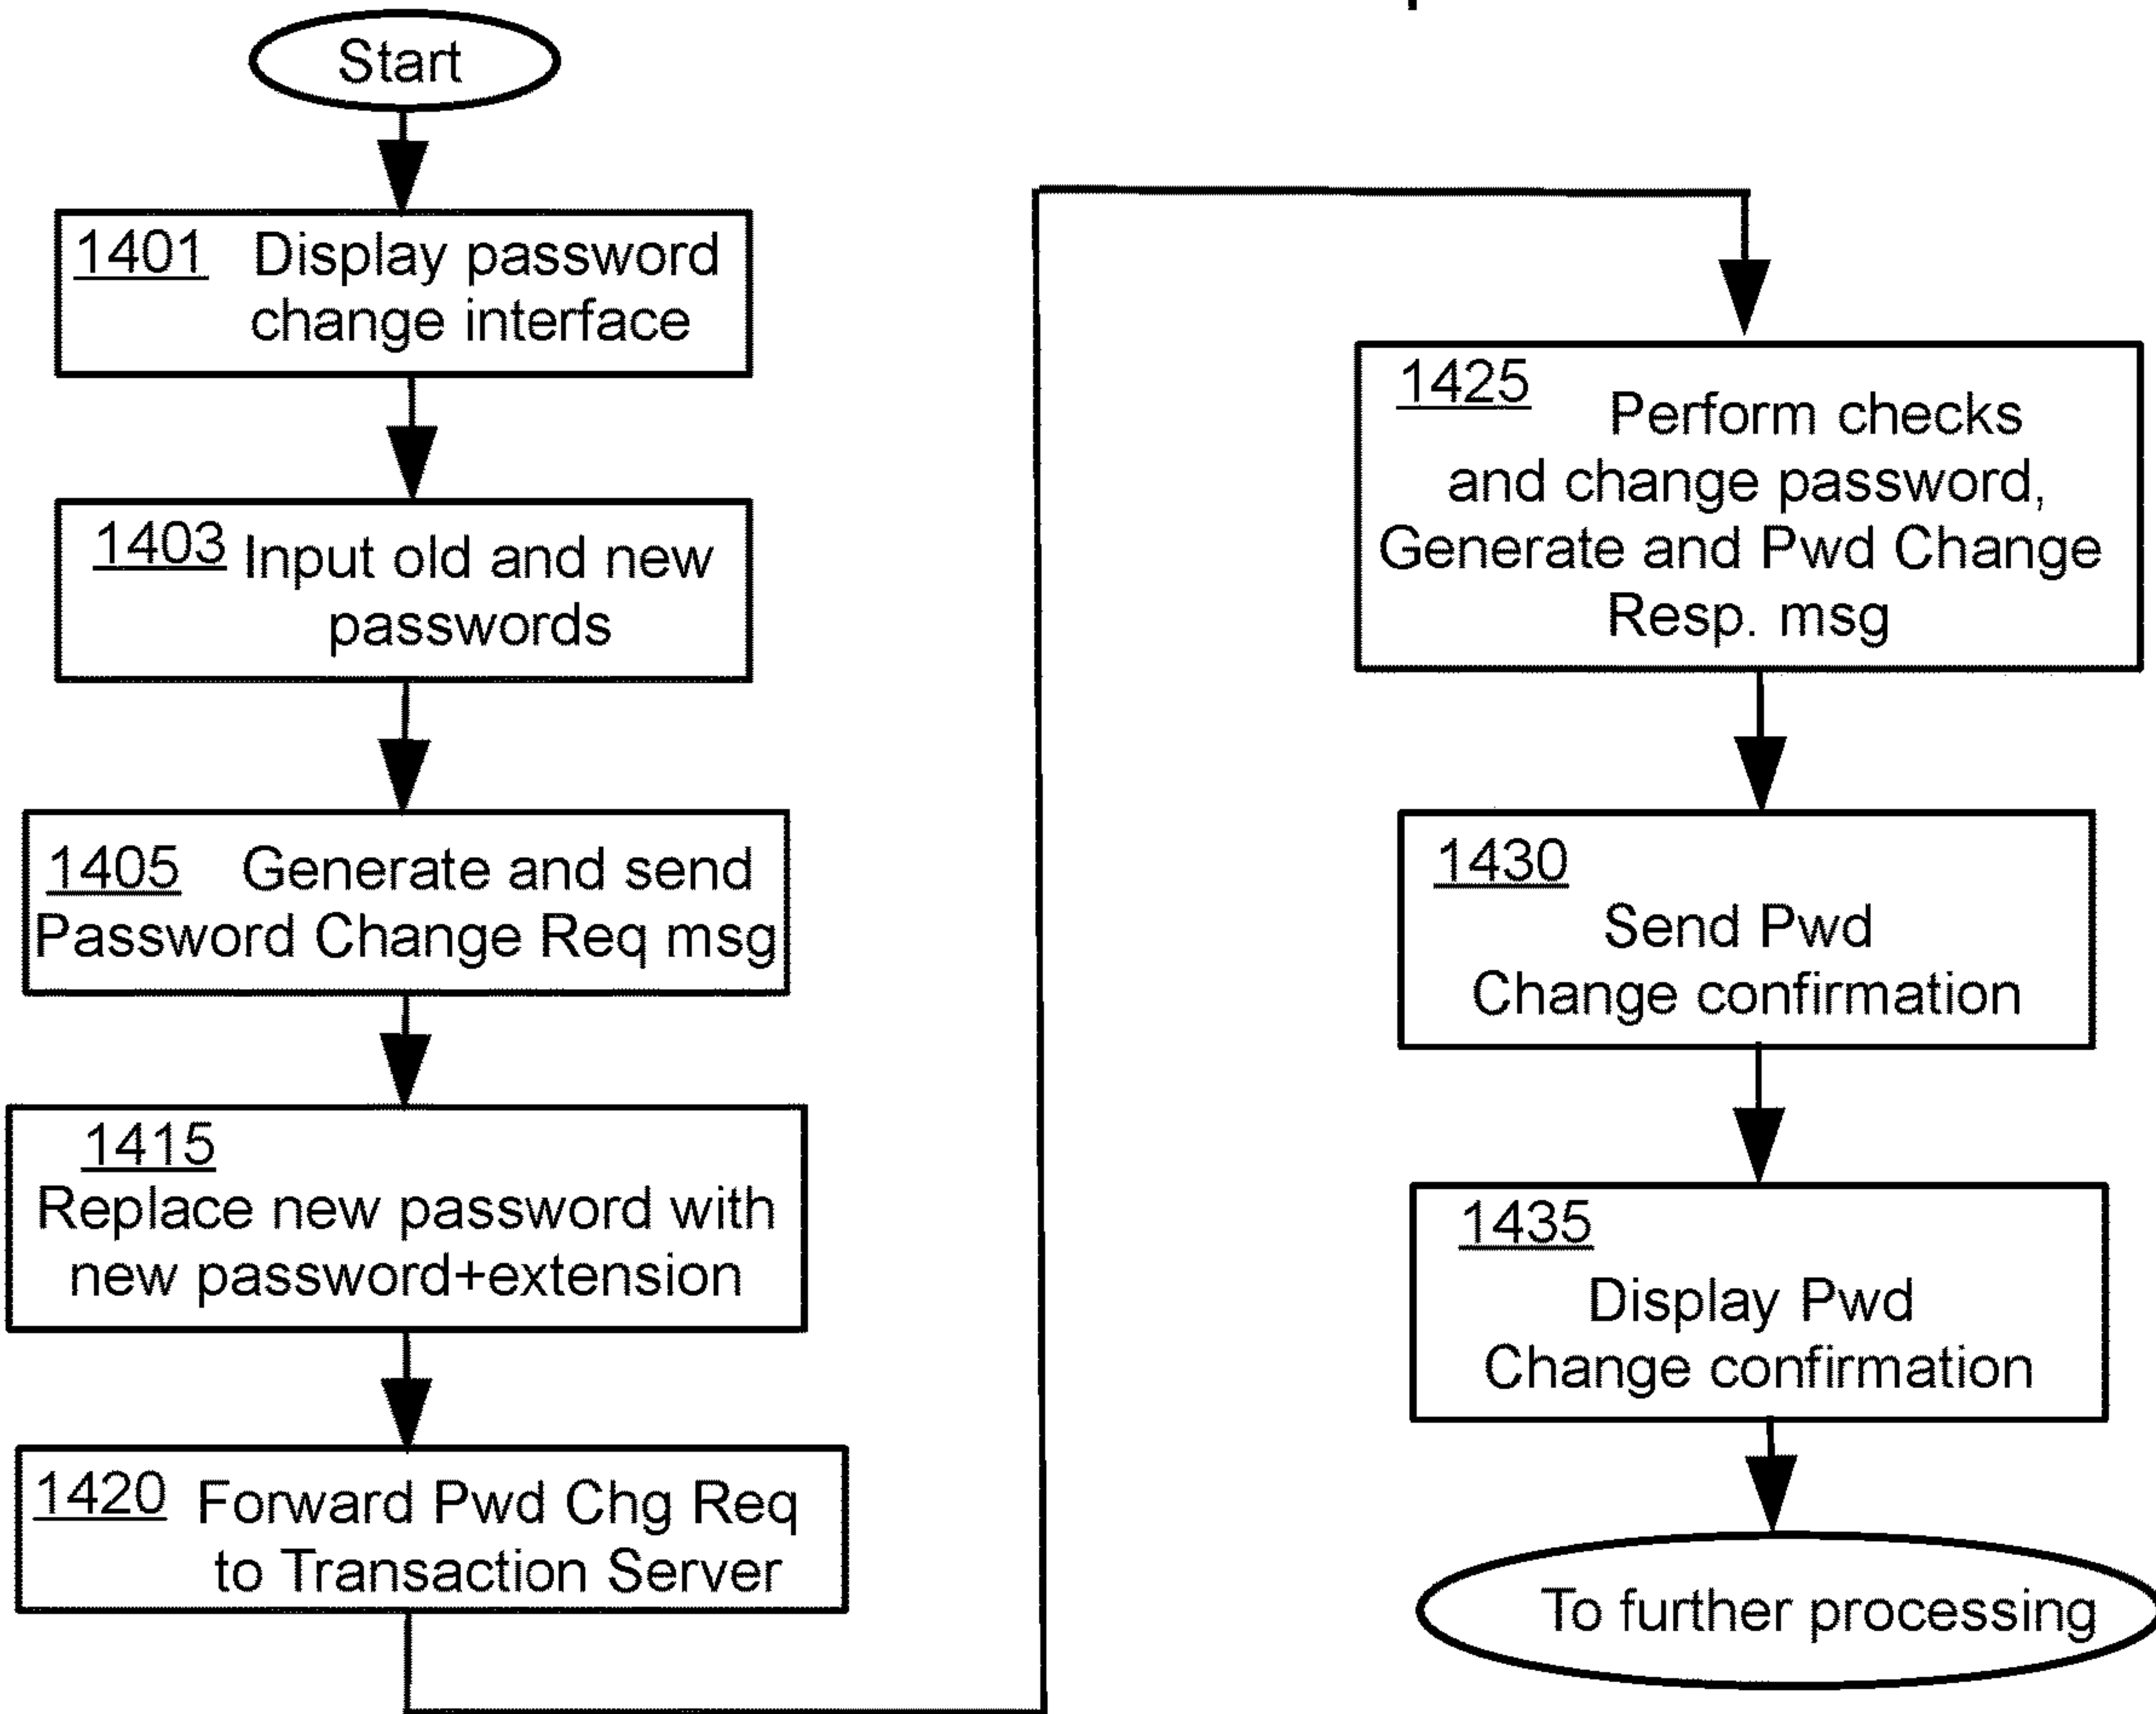 Start
1401 Display password
change interface
1403 Input old and new
passwords
1405 Generate and send
Password Change Req msg
1415
Replace new password with
new password+extension
1420 Forward Pwd Chg Req
to Transaction Server
1425
Perform checks
and change password,
Generate and Pwd Change
Resp. msg
1430
Send Pwd
Change confirmation
1435
Display Pwd
Change confirmation
To further processing